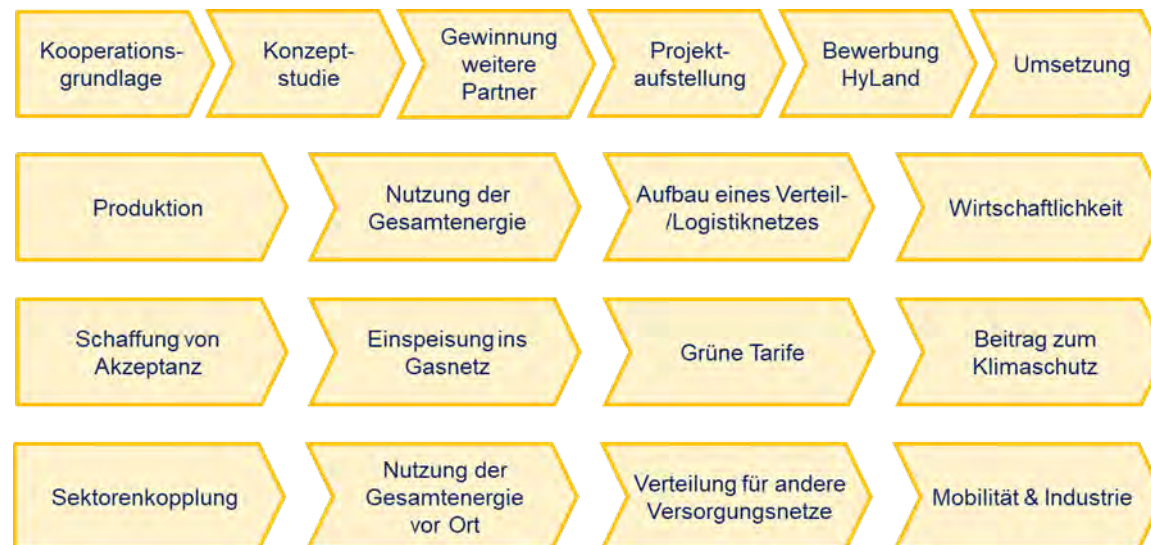 Kooperations-
grundlage
Konzept-
studie
Gewinnung
weitere
Partner
Projekt-
aufstellung
Bewerbung
HyLand
Umsetzung
Produktion
Nutzung der
Gesamtenergie
Aufbau eines Verteil-
/Logistiknetzes
Wirtschaftlichkeit
Schaffung von
Akzeptanz
Einspeisung ins
Gasnetz
Grüne Tarife
Beitrag zum
Klimaschutz
Sektorenkopplung
Nutzung der
Gesamtenergie
vor Ort
Verteilung für andere
Versorgungsnetze
Mobilität & Industrie